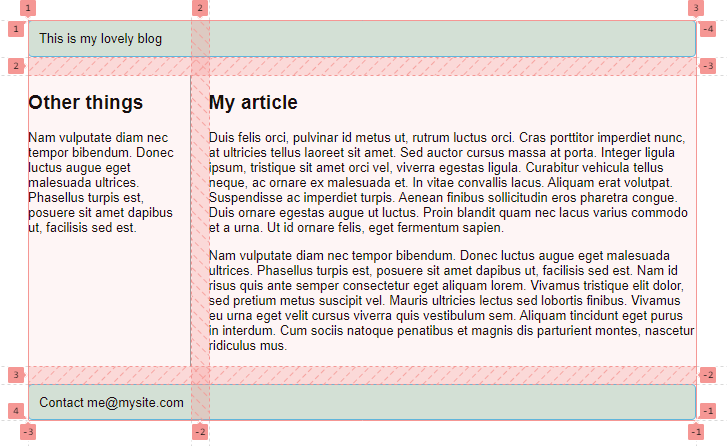 1 2 3
1 This is my lovely blog -4
2 -3
Other things
Nam vulputate diam nec
tempor bibendum. Donec
luctus augue eget
malesuada ultrices.
Phasellus turpis est,
posuere sit amet dapibus
ut, facilisis sed est.
My article
Duis felis orci, pulvinar id metus ut, rutrum luctus orci. Cras porttitor imperdiet nunc,
at ultricies tellus laoreet sit amet. Sed auctor cursus massa at porta. Integer ligula
ipsum, tristique sit amet orci vel, viverra egestas ligula. Curabitur vehicula tellus
neque, ac ornare ex malesuada et. In vitae convallis lacus. Aliquam erat volutpat.
Suspendisse ac imperdiet turpis. Aenean finibus sollicitudin eros pharetra congue.
Duis ornare egestas augue ut luctus. Proin blandit quam nec lacus varius commodo
et a urna. Ut id ornare felis, eget fermentum sapien.
Nam vulputate diam nec tempor bibendum. Donec luctus augue eget malesuada
ultrices. Phasellus turpis est, posuere sit amet dapibus ut, facilisis sed est. Nam id
risus quis ante semper consectetur eget aliquam lorem. Vivamus tristique elit dolor,
sed pretium metus suscipit vel. Mauris ultricies lectus sed lobortis finibus. Vivamus
eu urna eget velit cursus viverra quis vestibulum sem. Aliquam tincidunt eget purus
in interdum. Cum sociis natoque penatibus et magnis dis parturient montes, nascetur
ridiculus mus.
3 -2
4 Contact me@mysite.com -1
-3 -2 -1